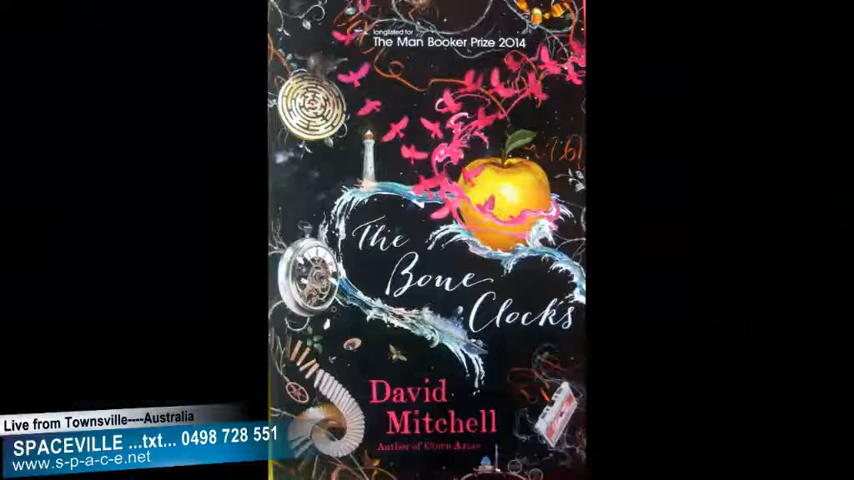 longlisted for
The Man Booker Prize 2014
The
Bone
Clocks
David
Mitchell
Author of Cloud Atlas
Live from Townsville----Australia
SPACEVILLE ...txt... 0498 728 551
www.s-p-a-c-e.net